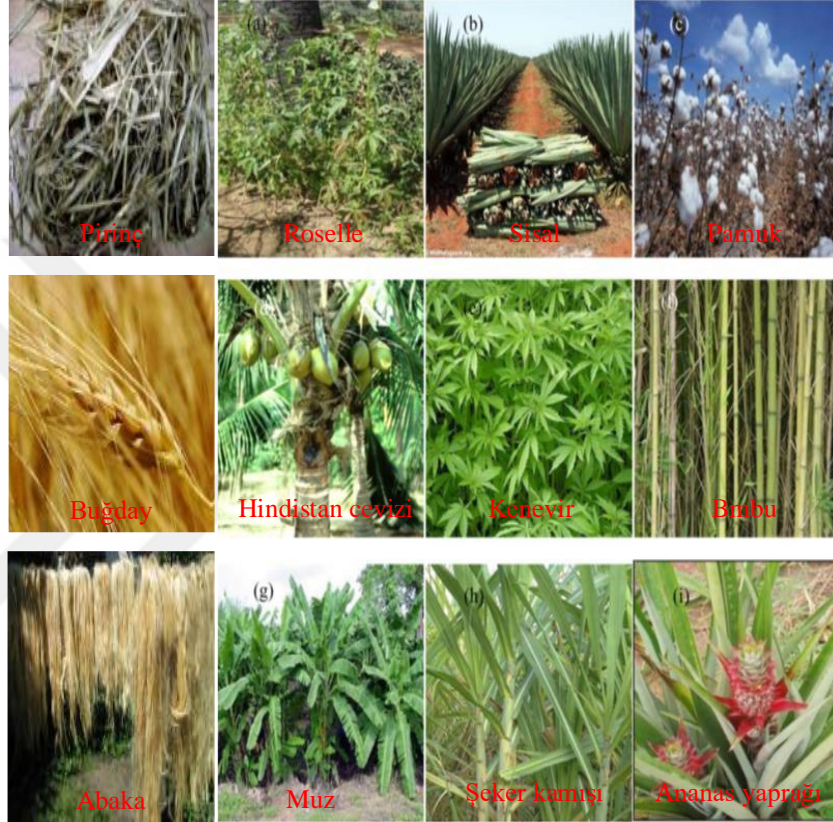 (a)
(b)
(c)
Pirinç
Roselle
Sisal
Pamuk
(e)
(f)
Buğday
Hindistan cevizi
Kenevir
Bmbu
(g)
(h)
(i)
Abaka
Muz
Şeker kamışı
Ananas yaprağı